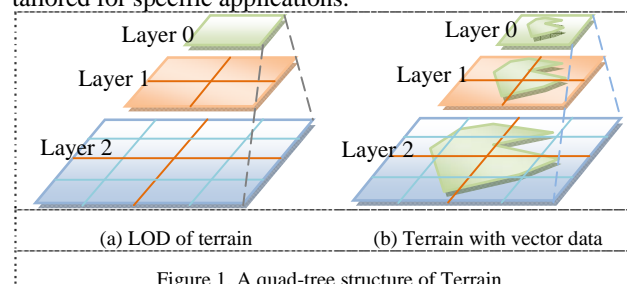 tailored for specific applications.
Layer 0
Layer 1
Layer 2
Layer 0
Layer 1
Layer 2
(a) LOD of terrain
(b) Terrain with vector data
Figure 1. A quad-tree structure of Terrain